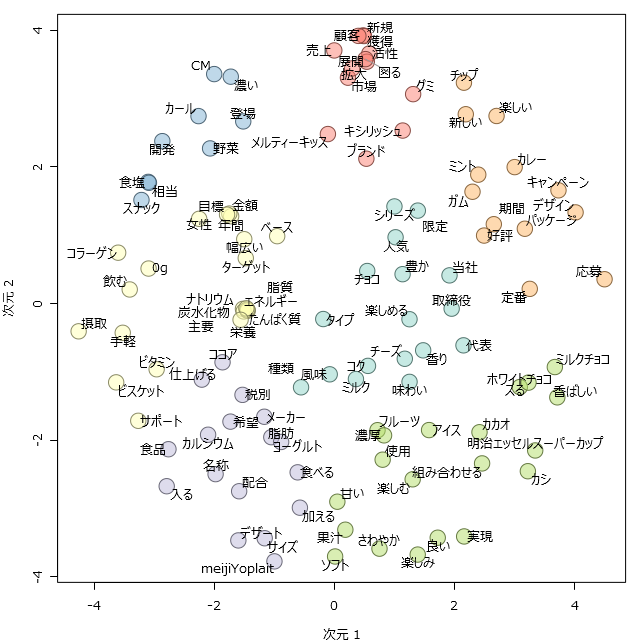 4
2
0
-2
-4
次元 2
新規
顧客
獲得
売上
活性
展開
図る
拡大
市場
CM
濃い
グミ
チップ
カール
登場
楽しい
新しい
キシリッシュ
メルティーキッス
開発
野菜
ブランド
カレー
ミント
食塩
相当
キャンペーン
ガム
スナック
目標
金額
シリーズ
期間
デザイン
女性
年間
限定
パッケージ
ベース
幅広い
人気
好評
コラーゲン
0g
ターゲット
豊か
当社
チョコ
応募
飲む
脂質
定番
ナトリウム
エネルギー
取締役
炭水化物
たんぱく質
タイプ
楽しめる
摂取
主要
栄養
手軽
代表
ココア
チーズ
香り
ビタミン
仕上げる
種類
風味
コク
ミルクチョコ
ミルク
味わい
ホワイトチョコ
入る
香ばしい
ビスケット
税別
サポート
希望
メーカー
フルーツ
アイス
カカオ
カルシウム
脂肪
濃厚
食品
ヨーグルト
使用
明治エッセルスーパーカップ
名称
食べる
組み合わせる
カシ
入る
配合
甘い
楽しむ
加える
デザート
果汁
さわやか
良い
実現
サイズ
meijiYoplait
ソフト
楽しみ
-4
-2
0
2
4
次元 1